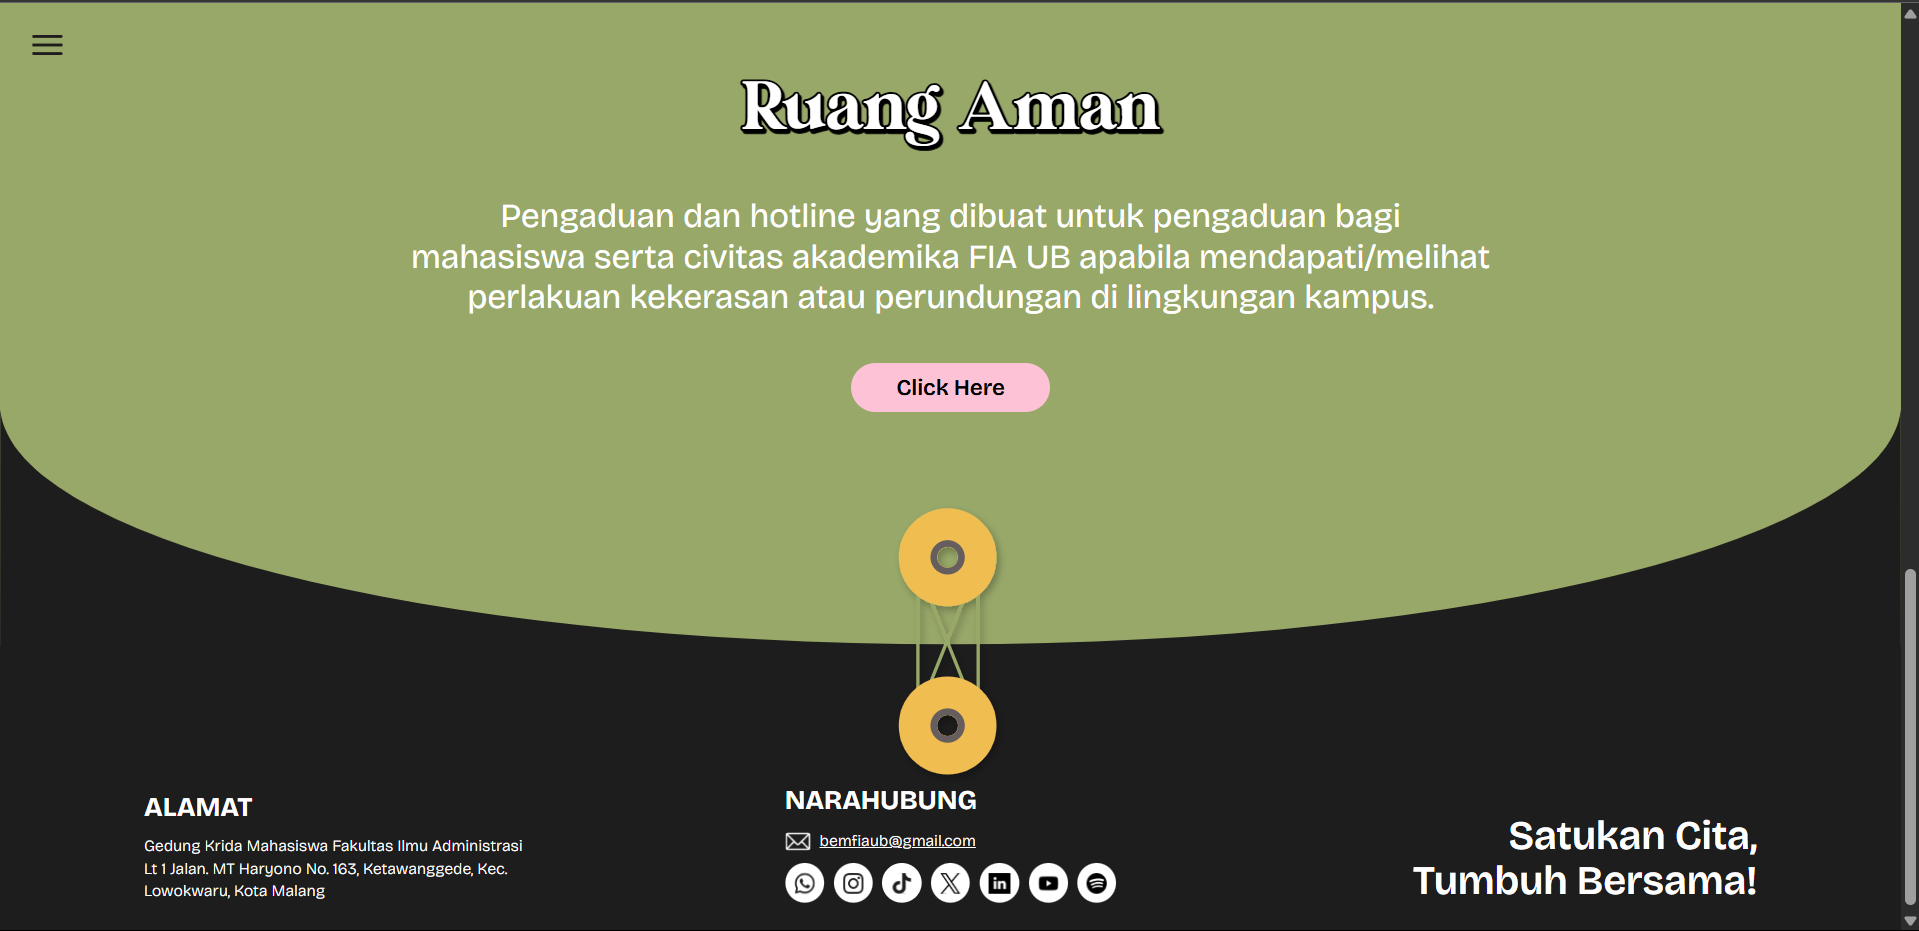 Ruang Aman
Pengaduan dan hotline yang dibuat untuk pengaduan bagi
mahasiswa serta civitas akademika FIA UB apabila mendapati/melihat
perlakuan kekerasan atau perundungan di lingkungan kampus.
Click Here
ALAMAT
Gedung Krida Mahasiswa Fakultas Ilmu Administrasi
Lt 1 Jalan. MT Haryono No. 163, Ketawanggede, Kec.
Lowokwaru, Kota Malang
NARAHUBUNG
bemfiaub@gmail.com
Satukan Cita,
Tumbuh Bersama!